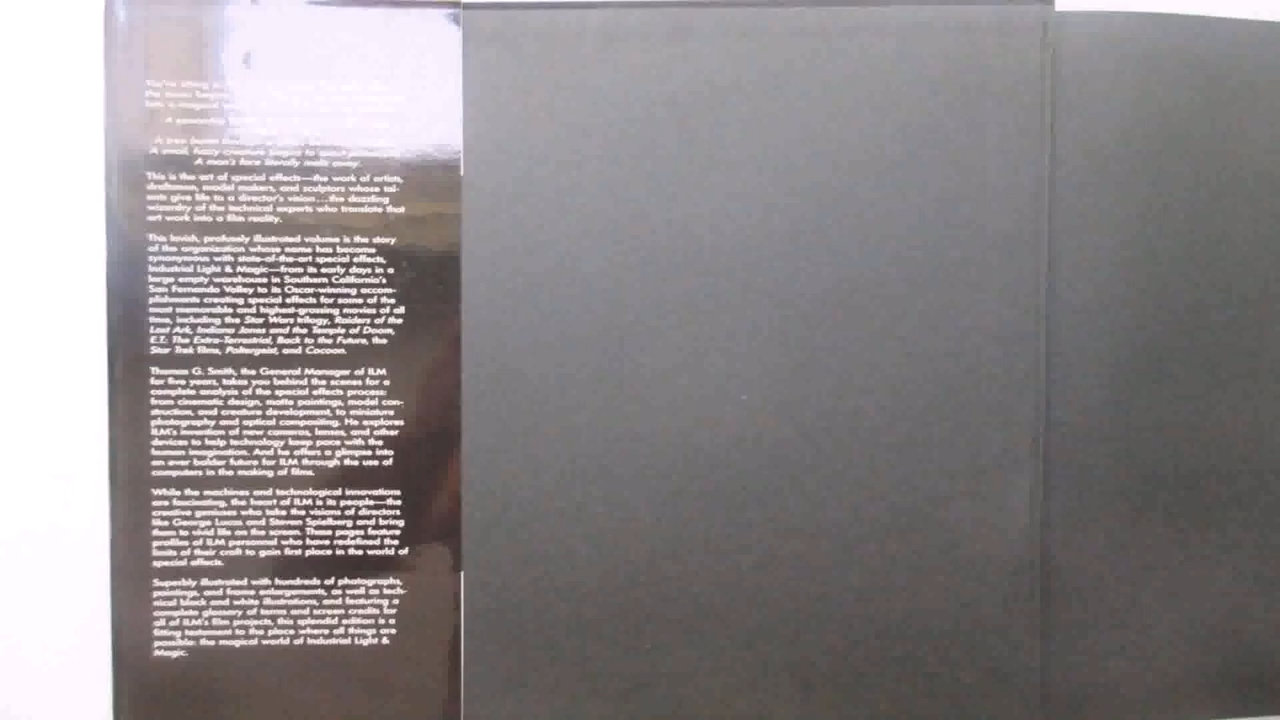 You're sitting
the music
into a magical
A spaceship
A tree
A small, fuzzy creature
A man's face literally melts away.
This is the art of special effects—the work of artists,
draftsmen, model makers, and sculptors whose tal-
ents give life to a director's vision...the dazzling
wizardry of the technical experts who translate that
art work into a film reality.
This lavish, profusely illustrated volume is the story
of the organization whose name has become
synonymous with state-of-the-art special effects,
Industrial Light & Magic—from its early days in a
large empty warehouse in Southern California's
San Fernando Valley to its Oscar-winning accom-
plishments creating special effects for some of the
most memorable and highest-grossing movies of all
time, including the Star Wars trilogy, Raiders of the
Lost Ark, Indiana Jones and the Temple of Doom,
E.T.: The Extra-Terrestrial, Back to the Future, the
Star Trek films, Poltergeist, and Cocoon.
Thomas G. Smith, the General Manager of ILM
for five years, takes you behind the scenes for a
complete analysis of the special effects process:
from cinematic design, matte paintings, model con-
struction, and creature development, to miniature
photography and optical compositing. He explores
ILM's invention of new cameras, lenses, and other
devices to help technology keep pace with the
human imagination. And he offers a glimpse into
an ever bolder future for ILM through the use of
computers in the making of films.
While the machines and technological innovations
are fascinating, the heart of ILM is its people—the
creative geniuses who take the visions of directors
like George Lucas and Steven Spielberg and bring
them to vivid life on the screen. These pages feature
profiles of ILM personnel who have redefined the
limits of their craft to gain first place in the world of
special effects.
Superbly illustrated with hundreds of photographs,
paintings, and frame enlargements, as well as tech-
nical black and white illustrations, and featuring a
complete glossary of terms and screen credits for
all of ILM's film projects, this splendid edition is a
fitting testament to the place where all things are
possible: the magical world of Industrial Light &
Magic.